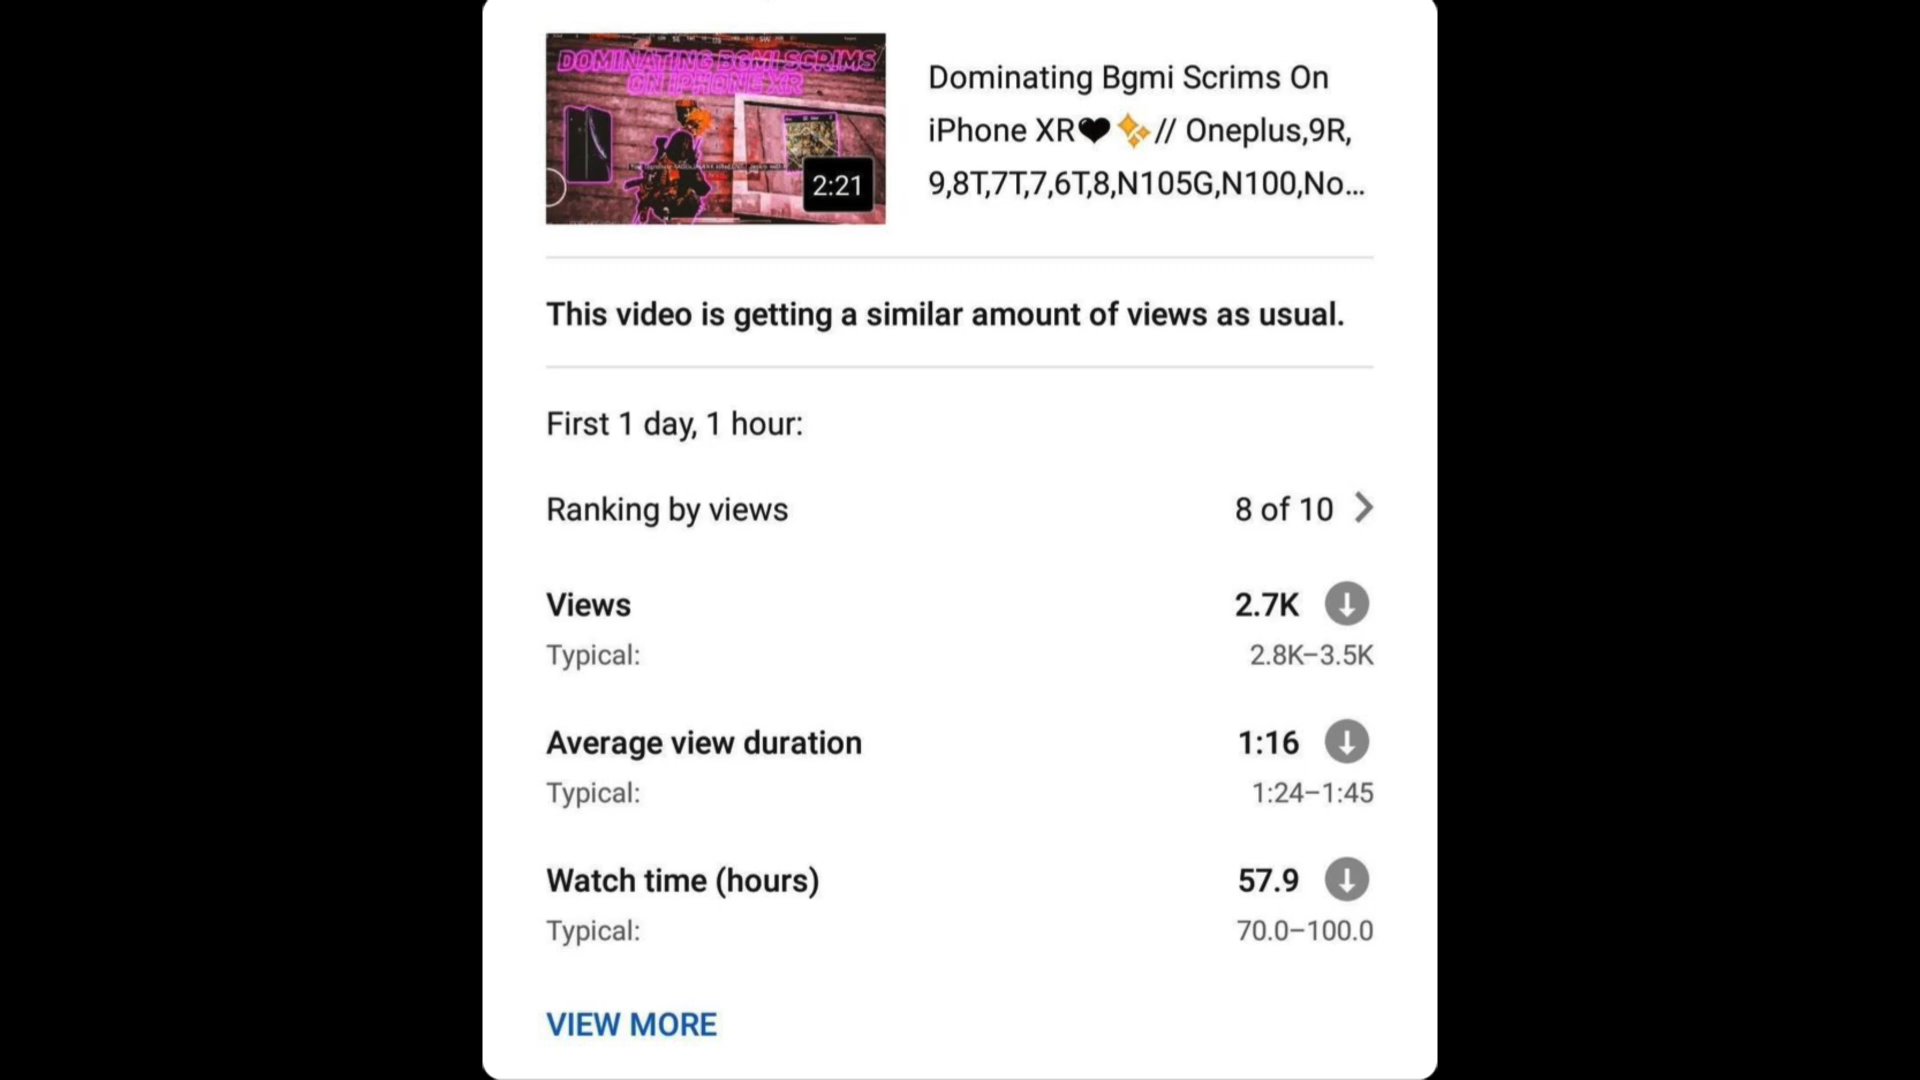 DOMINATING BGMI SCRIMS
ON IPHONE XR
2:21
Dominating Bgmi Scrims On
iPhone XR🖤✨// Oneplus,9R,
9,8T,7T,7,6T,8,N105G,N100,No...
This video is getting a similar amount of views as usual.
First 1 day, 1 hour:
Ranking by views
8 of 10
Views
2.7K
Typical:
2.8K–3.5K
Average view duration
1:16
Typical:
1:24–1:45
Watch time (hours)
57.9
Typical:
70.0–100.0
VIEW MORE